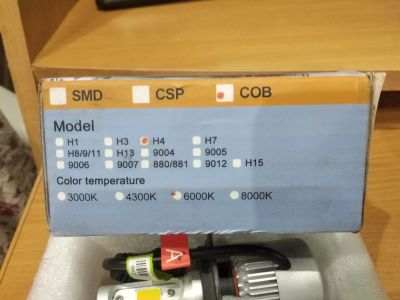 SMD CSP COB
Model
H1 H3 H4 H7
H8/9/11 H13 9004 9005
9006 9007 880/881 9012 H15
Color temperature
3000K 4300K 6000K 8000K
A